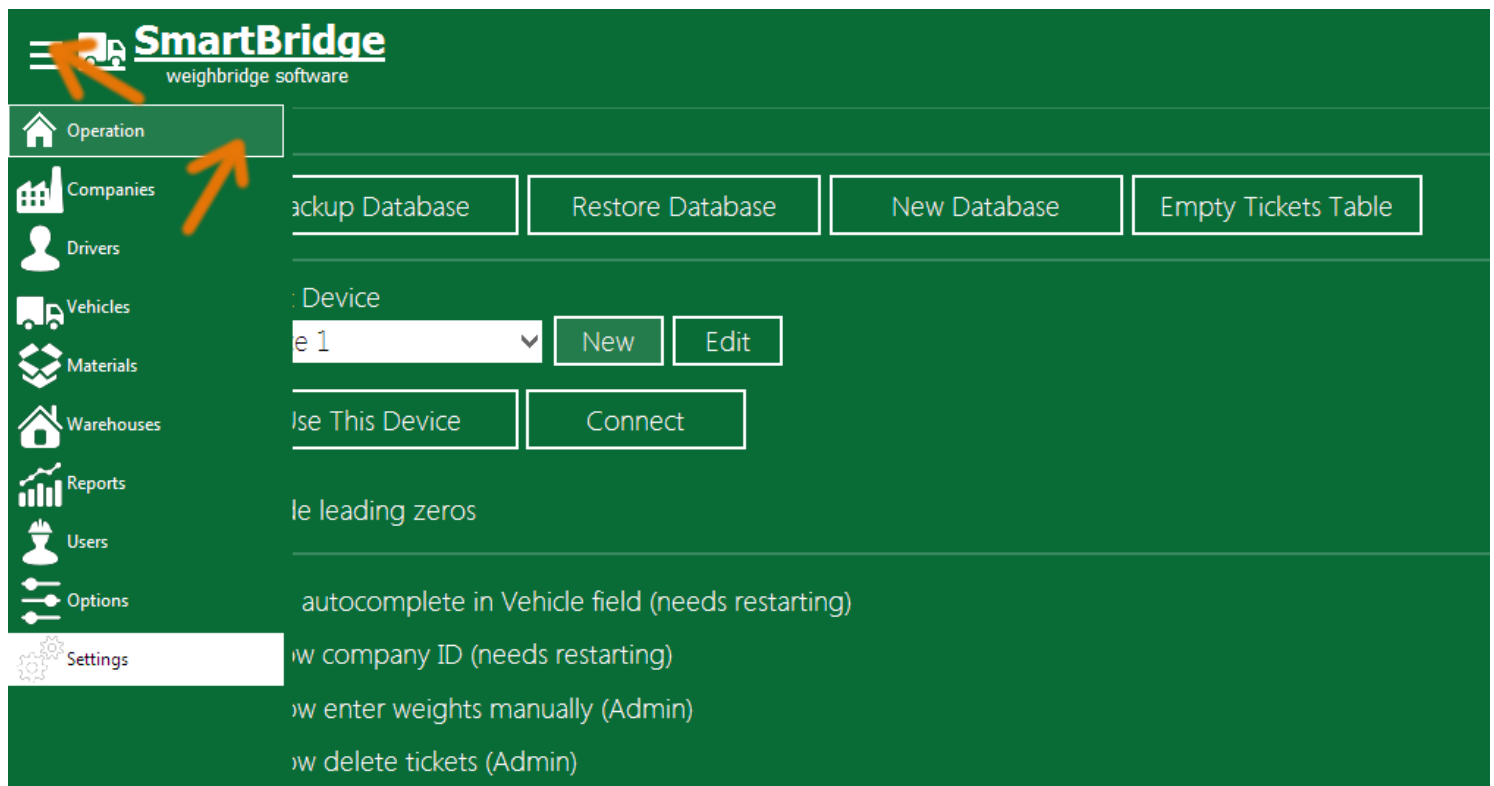 SmartBridge
weighbridge software
Operation
Companies
Drivers
Vehicles
Materials
Warehouses
Reports
Users
Options
Settings
ackup Database
Restore Database
New Database
Empty Tickets Table
Device
e 1
New
Edit
Use This Device
Connect
de leading zeros
autocomplete in Vehicle field (needs restarting)
ow company ID (needs restarting)
ow enter weights manually (Admin)
ow delete tickets (Admin)